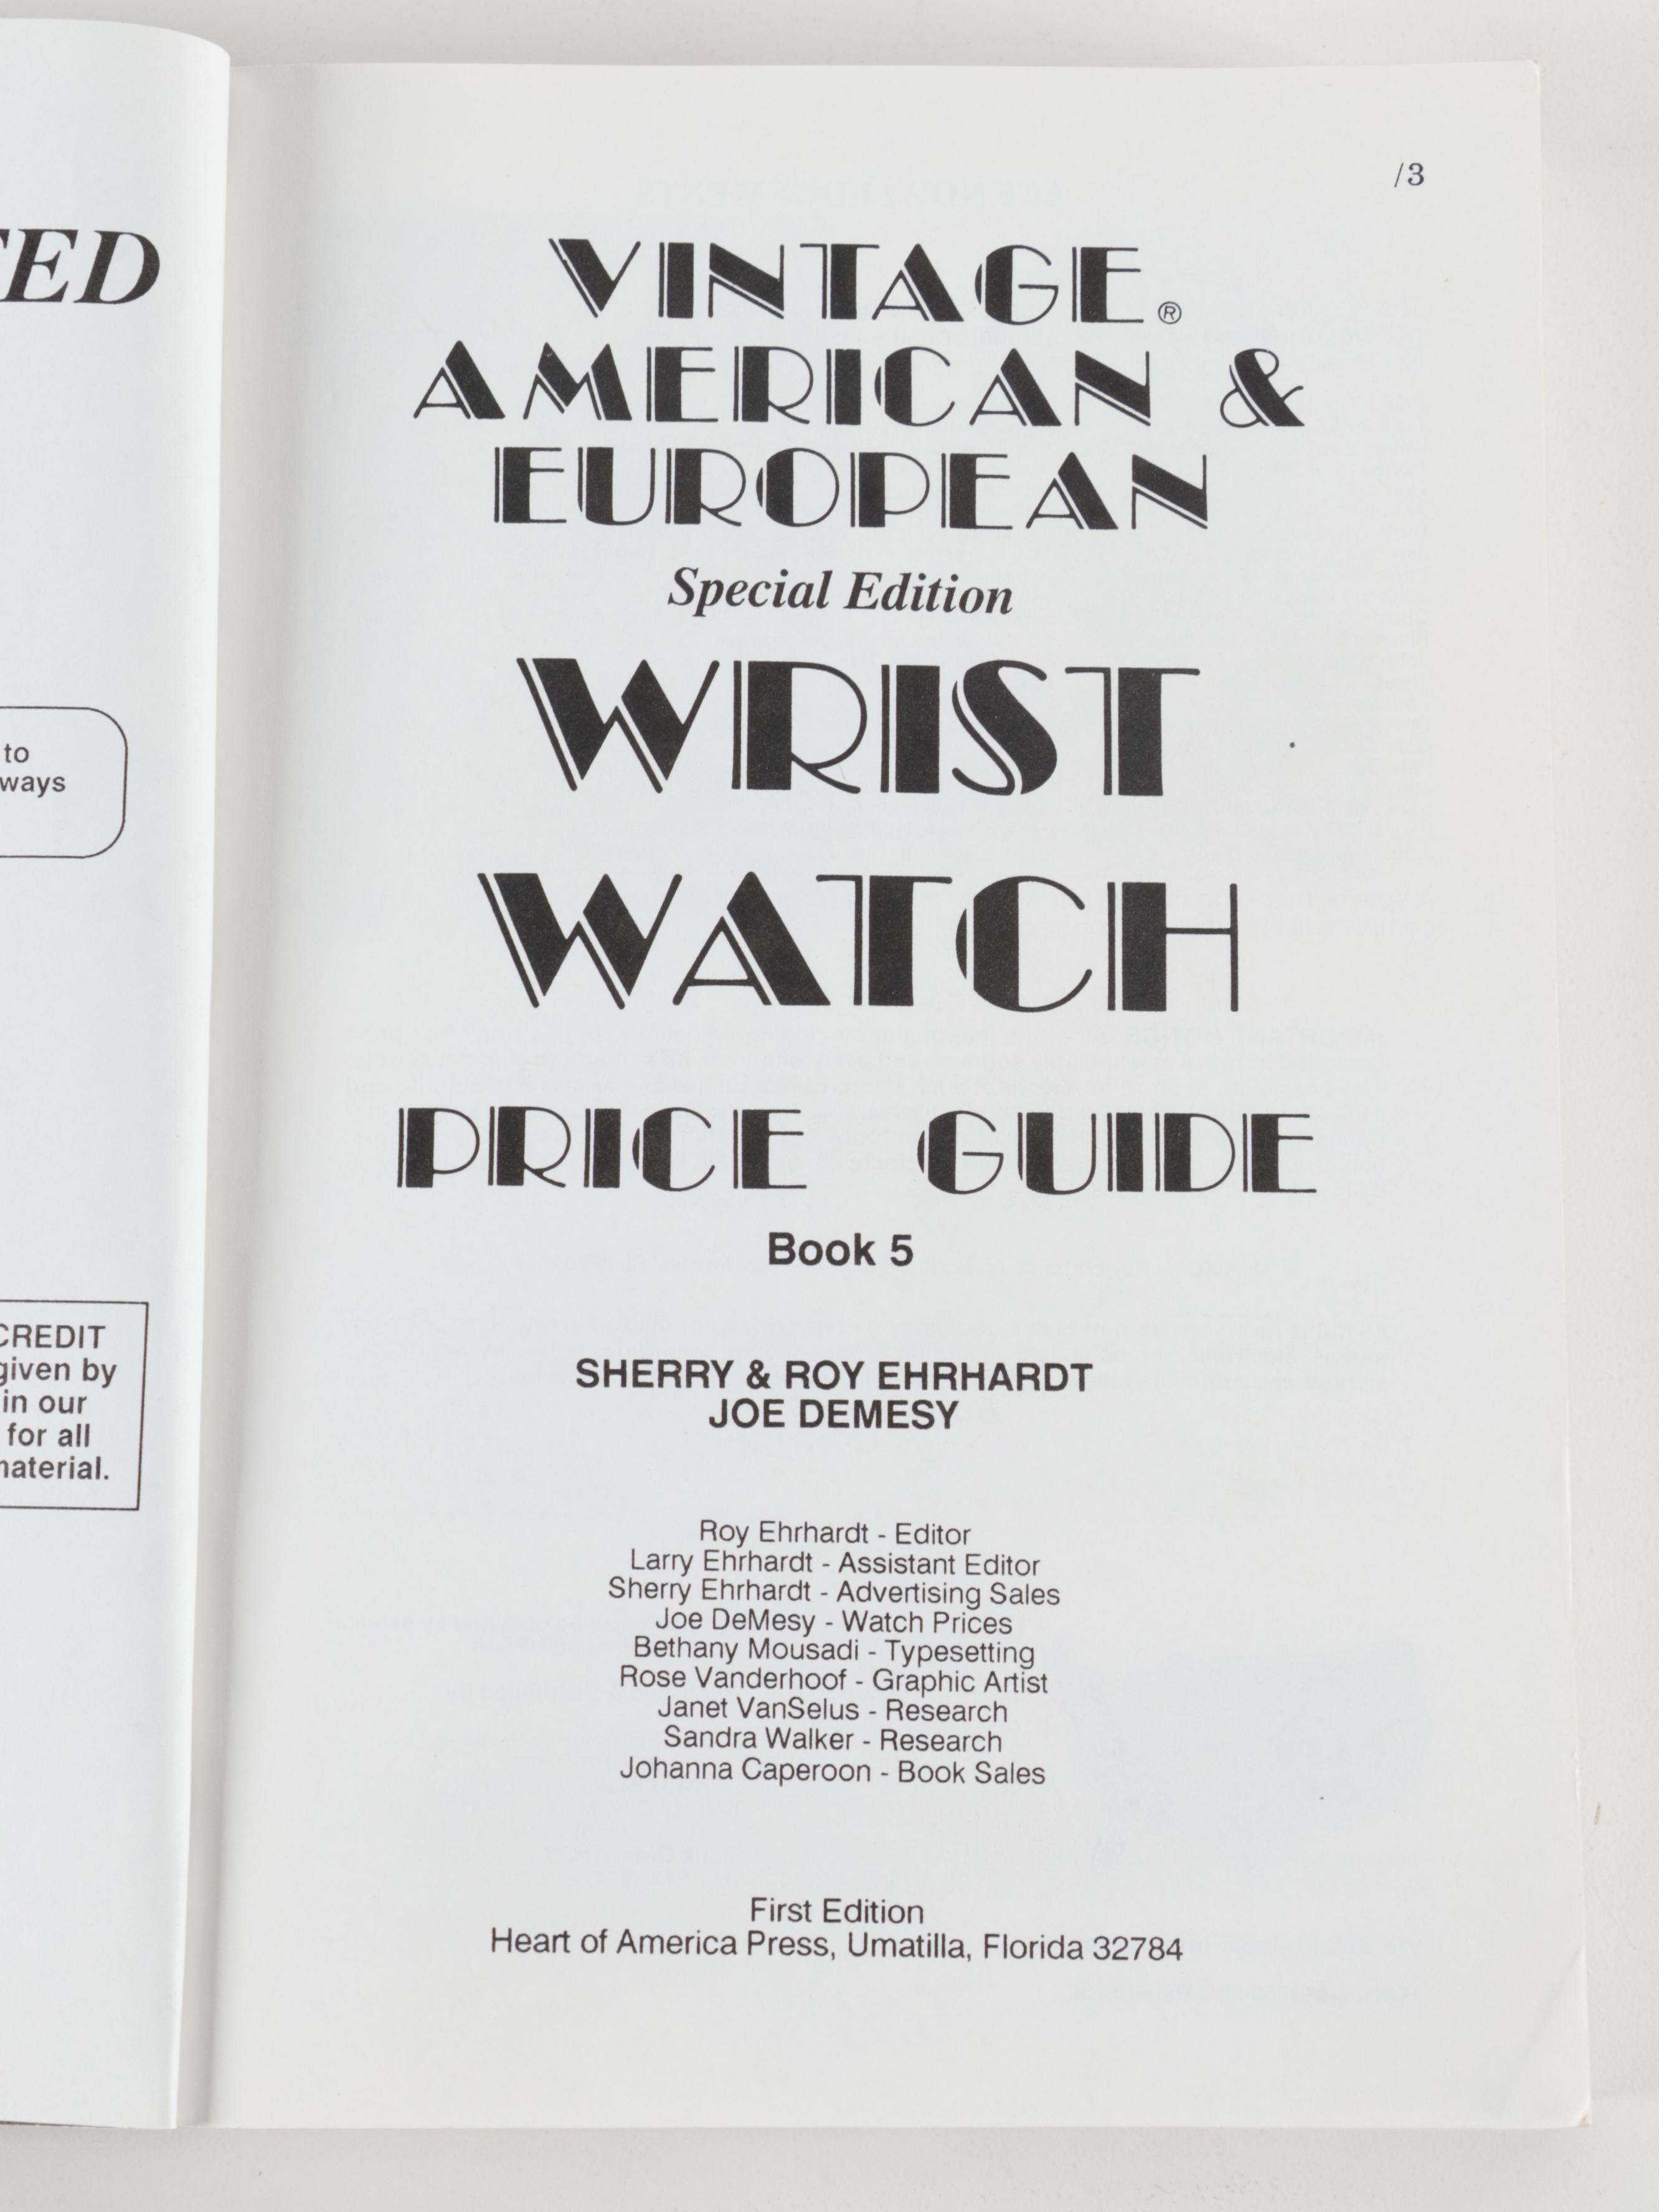 TED
to
ways
CREDIT
given by
in our
for all
material.
/3
VINTAGE®
AMERICAN &
EUROPEAN
Special Edition
WRIST
WATCH
PRICE GUIDE
Book 5
SHERRY & ROY EHRHARDT
JOE DEMESY
Roy Ehrhardt - Editor
Larry Ehrhardt - Assistant Editor
Sherry Ehrhardt - Advertising Sales
Joe DeMesy - Watch Prices
Bethany Mousadi - Typesetting
Rose Vanderhoof - Graphic Artist
Janet VanSelus - Research
Sandra Walker - Research
Johanna Caperoon - Book Sales
First Edition
Heart of America Press, Umatilla, Florida 32784